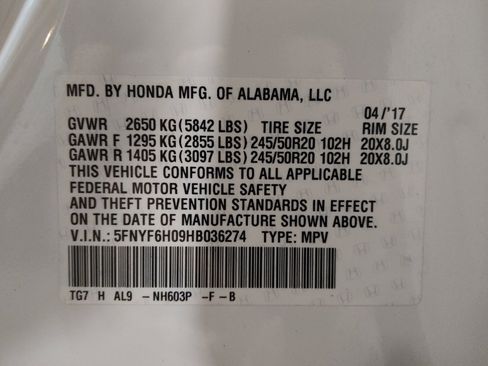 MFD. BY HONDA MFG. OF ALABAMA, LLC
04/'17
GVWR 2650 KG(5842 LBS) TIRE SIZE RIM SIZE
GAWR F 1295 KG(2855 LBS)245/50R20 102H 20X8.0J
GAWR R 1405 KG(3097 LBS)245/50R20 102H 20X8.0J
THIS VEHICLE CONFORMS TO ALL APPLICABLE
FEDERAL MOTOR VEHICLE SAFETY
AND THEFT PREVENTION STANDARDS IN EFFECT
ON THE DATE OF MANUFACTURE SHOWN ABOVE.
V.I.N.: 5FNYF6H09HB036274 TYPE: MPV
TG7 H AL9 -NH603P -F-B